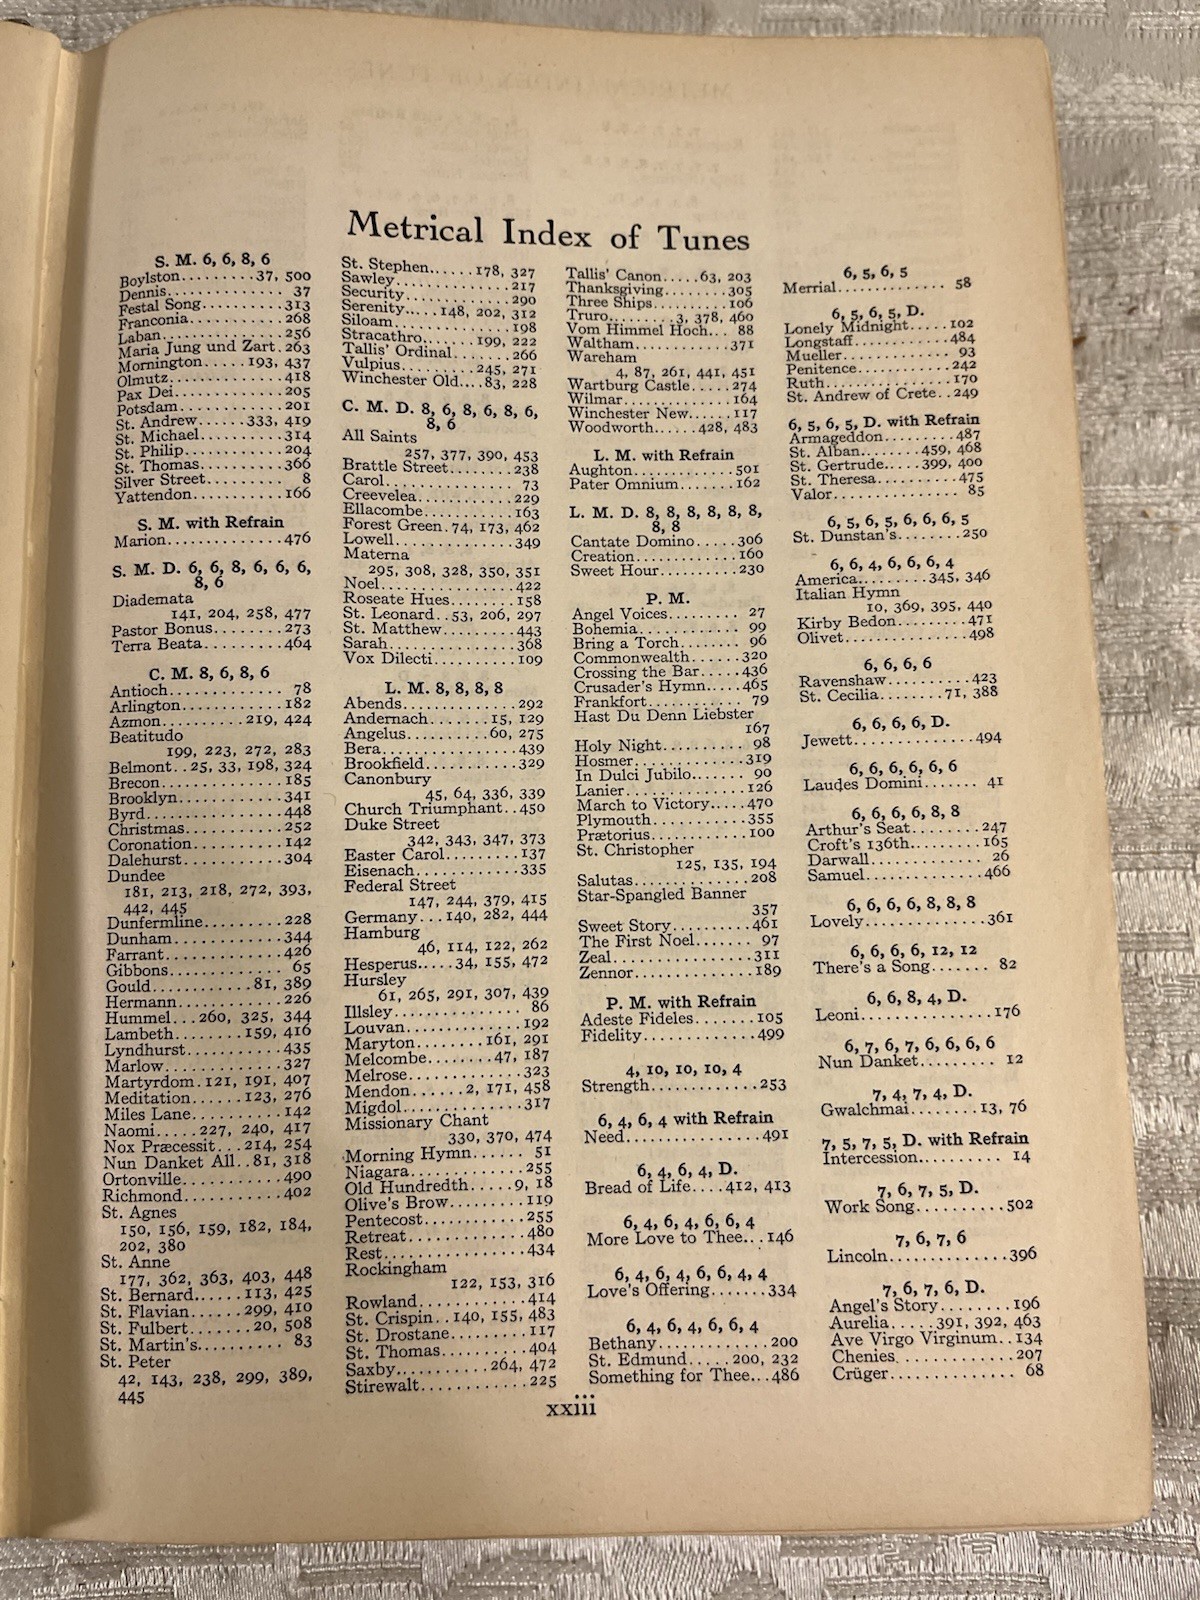 Metrical Index of Tunes
S. M. 6, 6, 8, 6
Boylston.........37, 500
Dennis............. 37
Festal Song..........313
Franconia...........268
Laban...............256
Maria Jung und Zart.263
Mornington.....193, 437
Olmutz..............418
Pax Dei.............205
Potsdam.............201
St. Andrew......333, 419
St. Michael..........314
St. Philip...........204
St. Thomas..........366
Silver Street......... 8
Yattendon...........166
S. M. with Refrain
Marion..............476
S. M. D. 6, 6, 8, 6, 6, 6,
8, 6
Diademata
141, 204, 258, 477
Pastor Bonus........273
Terra Beata.........464
C. M. 8, 6, 8, 6
Antioch............. 78
Arlington...........182
Azmon..........219, 424
Beatitudo
199, 223, 272, 283
Belmont..25, 33, 198, 324
Brecon..............185
Brooklyn............341
Byrd................448
Christmas...........252
Coronation..........142
Dalehurst...........304
Dundee
181, 213, 218, 272, 393,
442, 445
Dunfermline.........228
Dunham..............344
Farrant.............426
Gibbons............. 65
Gould...........81, 389
Hermann.............226
Hummel...260, 325, 344
Lambeth........159, 416
Lyndhurst...........435
Marlow..............327
Martyrdom.121, 191, 407
Meditation......123, 276
Miles Lane..........142
Naomi.....227, 240, 417
Nox Præcessit...214, 254
Nun Danket All..81, 318
Ortonville..........490
Richmond............402
St. Agnes
150, 156, 159, 182, 184,
202, 380
St. Anne
177, 362, 363, 403, 448
St. Bernard.....113, 425
St. Flavian......299, 410
St. Fulbert.......20, 508
St. Martin's......... 83
St. Peter
42, 143, 238, 299, 389,
445
St. Stephen......178, 327
Sawley..............217
Security............290
Serenity.....148, 202, 312
Siloam..............198
Stracathro......199, 222
Tallis' Ordinal.......266
Vulpius.........245, 271
Winchester Old....83, 228
C. M. D. 8, 6, 8, 6, 8, 6,
8, 6
All Saints
257, 377, 390, 453
Brattle Street........238
Carol................ 73
Creevelea............229
Ellacombe...........163
Forest Green.74, 173, 462
Lowell..............349
Materna
295, 308, 328, 350, 351
Noel................422
Roseate Hues........158
St. Leonard..53, 206, 297
St. Matthew.........443
Sarah...............368
Vox Dilecti..........109
L. M. 8, 8, 8, 8
Abends..............292
Andernach.......15, 129
Angelus.........60, 275
Bera................439
Brookfield...........329
Canonbury
45, 64, 336, 339
Church Triumphant..450
Duke Street
342, 343, 347, 373
Easter Carol.........137
Eisenach............335
Federal Street
147, 244, 379, 415
Germany...140, 282, 444
Hamburg
46, 114, 122, 262
Hesperus.....34, 155, 472
Hursley
61, 265, 291, 307, 439
Illsley............... 86
Louvan..............192
Maryton........161, 291
Melcombe........47, 187
Melrose.............323
Mendon.......2, 171, 458
Migdol..............317
Missionary Chant
330, 370, 474
Morning Hymn...... 51
Niagara.............255
Old Hundredth.....9, 18
Olive's Brow.........119
Pentecost............255
Retreat..............480
Rest................434
Rockingham
122, 153, 316
Rowland.............414
St. Crispin..140, 155, 483
St. Drostane.........117
St. Thomas..........404
Saxby..........264, 472
Stirewalt............225
Tallis' Canon.....63, 203
Thanksgiving........305
Three Ships.........106
Truro........3, 378, 460
Vom Himmel Hoch... 88
Waltham............371
Wareham
4, 87, 261, 441, 451
Wartburg Castle.....274
Wilmar..............164
Winchester New......117
Woodworth......428, 483
L. M. with Refrain
Aughton.............501
Pater Omnium.......162
L. M. D. 8, 8, 8, 8, 8, 8,
8, 8
Cantate Domino.....306
Creation............160
Sweet Hour..........230
P. M.
Angel Voices........ 27
Bohemia............ 99
Bring a Torch........ 96
Commonwealth......320
Crossing the Bar.....436
Crusader's Hymn.....465
Frankfort........... 79
Hast Du Denn Liebster
167
Holy Night.......... 98
Hosmer.............319
In Dulci Jubilo....... 90
Lanier..............126
March to Victory.....470
Plymouth...........355
Prætorius...........100
St. Christopher
125, 135, 194
Salutas.............208
Star-Spangled Banner
357
Sweet Story.........461
The First Noel....... 97
Zeal................311
Zennor..............189
P. M. with Refrain
Adeste Fideles.......105
Fidelity.............499
4, 10, 10, 10, 4
Strength............253
6, 4, 6, 4 with Refrain
Need...............491
6, 4, 6, 4, D.
Bread of Life....412, 413
6, 4, 6, 4, 6, 6, 4
More Love to Thee...146
6, 4, 6, 4, 6, 6, 4, 4
Love's Offering.......334
6, 4, 6, 4, 6, 6, 4
Bethany............200
St. Edmund.....200, 232
Something for Thee...486
6, 5, 6, 5
Merrial............. 58
6, 5, 6, 5, D.
Lonely Midnight.....102
Longstaff............484
Mueller............. 93
Penitence...........242
Ruth...............170
St. Andrew of Crete..249
6, 5, 6, 5, D. with Refrain
Armageddon.........487
St. Alban.......459, 468
St. Gertrude.....399, 400
St. Theresa..........475
Valor............... 85
6, 5, 6, 5, 6, 6, 6, 5
St. Dunstan's........250
6, 6, 4, 6, 6, 6, 4
America.........345, 346
Italian Hymn
10, 369, 395, 440
Kirby Bedon.........471
Olivet..............498
6, 6, 6, 6
Ravenshaw..........423
St. Cecilia.......71, 388
6, 6, 6, 6, D.
Jewett..............494
6, 6, 6, 6, 6, 6
Laudes Domini....... 41
6, 6, 6, 6, 8, 8
Arthur's Seat........247
Croft's 136th.........165
Darwall............. 26
Samuel.............466
6, 6, 6, 6, 8, 8, 8
Lovely..............361
6, 6, 6, 6, 12, 12
There's a Song....... 82
6, 6, 8, 4, D.
Leoni...............176
6, 7, 6, 7, 6, 6, 6, 6
Nun Danket......... 12
7, 4, 7, 4, D.
Gwalchmai........13, 76
7, 5, 7, 5, D. with Refrain
Intercession.......... 14
7, 6, 7, 5, D.
Work Song..........502
7, 6, 7, 6
Lincoln.............396
7, 6, 7, 6, D.
Angel's Story........196
Aurelia.....391, 392, 463
Ave Virgo Virginum..134
Chenies.............207
Crüger.............. 68
xxiii